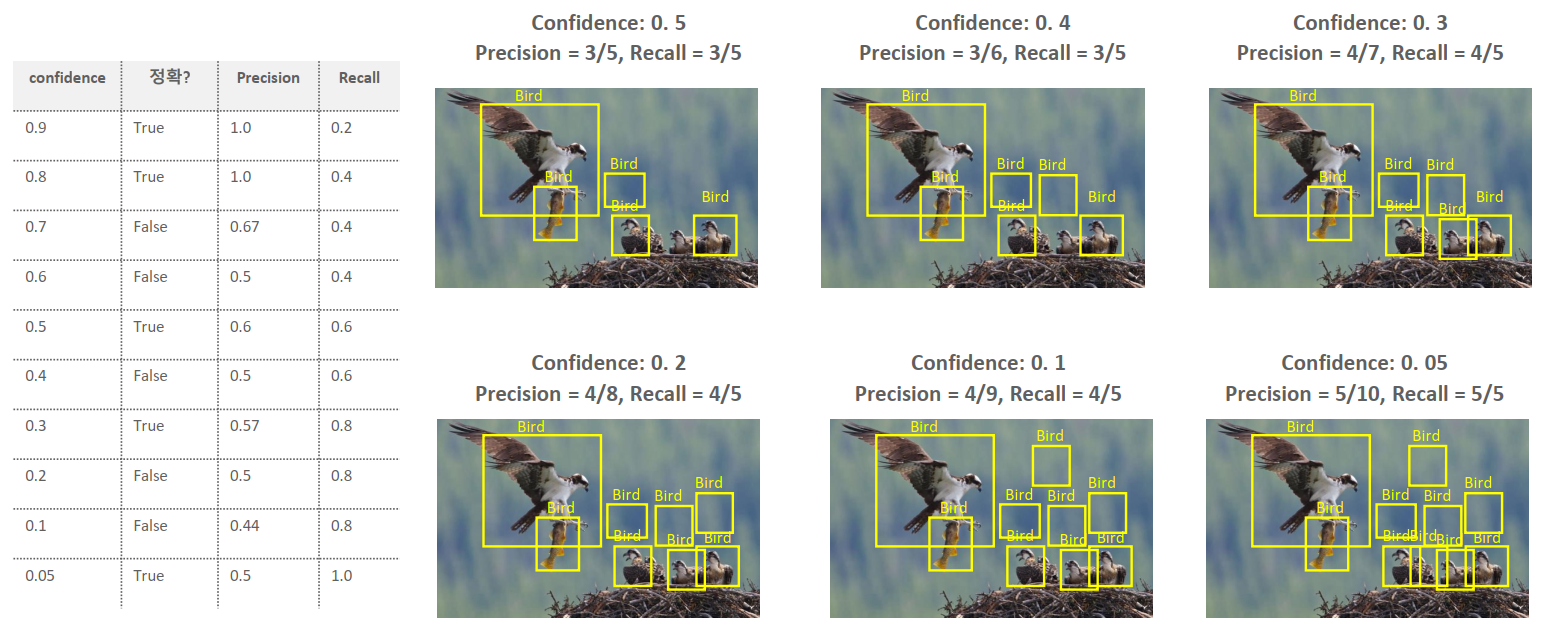 confidence 정확? Precision Recall
0.9 True 1.0 0.2
0.8 True 1.0 0.4
0.7 False 0.67 0.4
0.6 False 0.5 0.4
0.5 True 0.6 0.6
0.4 False 0.5 0.6
0.3 True 0.57 0.8
0.2 False 0.5 0.8
0.1 False 0.44 0.8
0.05 True 0.5 1.0
Confidence: 0. 5
Precision = 3/5, Recall = 3/5
Bird
Bird
Bird
Bird
Bird
Confidence: 0. 4
Precision = 3/6, Recall = 3/5
Bird
Bird
Bird
Bird
Bird
Bird
Confidence: 0. 3
Precision = 4/7, Recall = 4/5
Bird
Bird
Bird
Bird
Bird
Bird
Bird
Confidence: 0. 2
Precision = 4/8, Recall = 4/5
Bird
Bird
Bird
Bird
Bird
Bird
Bird
Bird
Confidence: 0. 1
Precision = 4/9, Recall = 4/5
Bird
Bird
Bird
Bird
Bird
Bird
Bird
Bird
Bird
Confidence: 0. 05
Precision = 5/10, Recall = 5/5
Bird
Bird
Bird
Bird
Bird
Bird
Bird
Bird
Bird
Bird